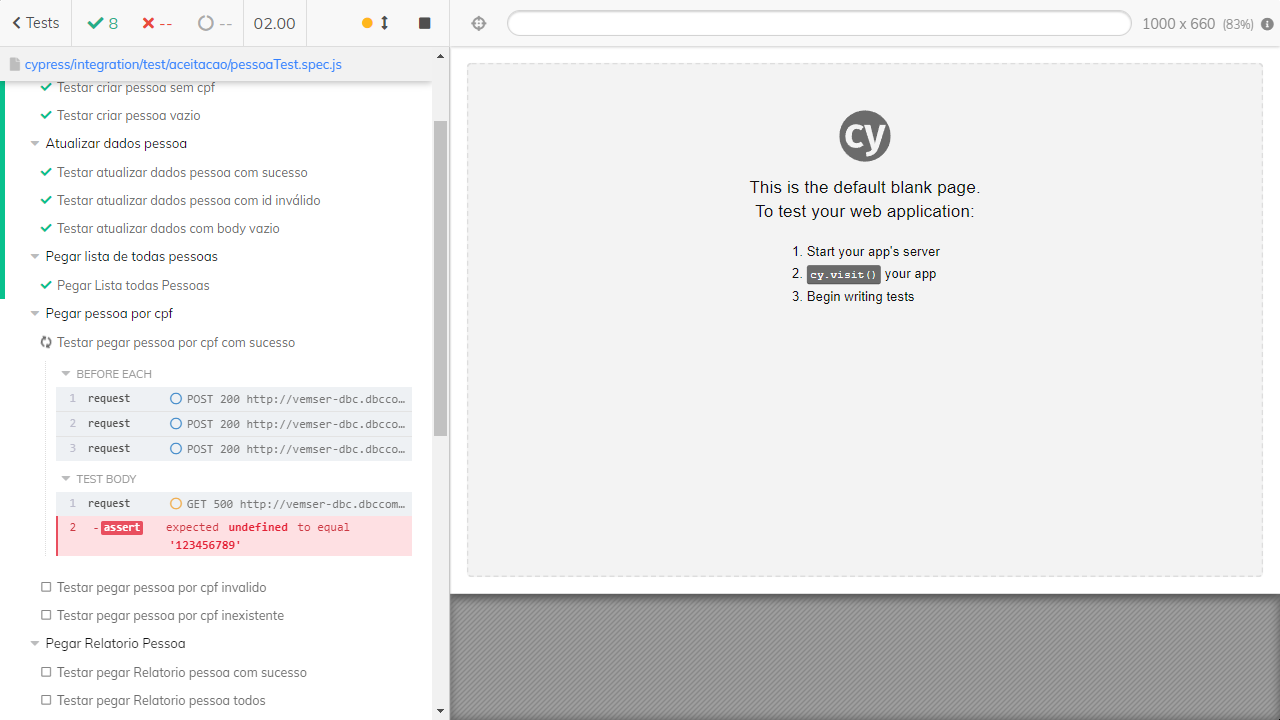 Tests
8
--
--
02.00
1000 x 660 (83%)
cypress/integration/test/aceitacao/pessoaTest.spec.js
Testar criar pessoa sem cpf
Testar criar pessoa vazio
Atualizar dados pessoa
Testar atualizar dados pessoa com sucesso
Testar atualizar dados pessoa com id inválido
Testar atualizar dados com body vazio
Pegar lista de todas pessoas
Pegar Lista todas Pessoas
Pegar pessoa por cpf
Testar pegar pessoa por cpf com sucesso
BEFORE EACH
1 request POST 200 http://vemser-dbc.dbcco…
2 request POST 200 http://vemser-dbc.dbcco…
3 request POST 200 http://vemser-dbc.dbcco…
TEST BODY
1 request GET 500 http://vemser-dbc.dbccom…
2 -assert expected undefined to equal
'123456789'
Testar pegar pessoa por cpf invalido
Testar pegar pessoa por cpf inexistente
Pegar Relatorio Pessoa
Testar pegar Relatorio pessoa com sucesso
Testar pegar Relatorio pessoa todos
cy
This is the default blank page.
To test your web application:
1. Start your app's server
2. cy.visit() your app
3. Begin writing tests